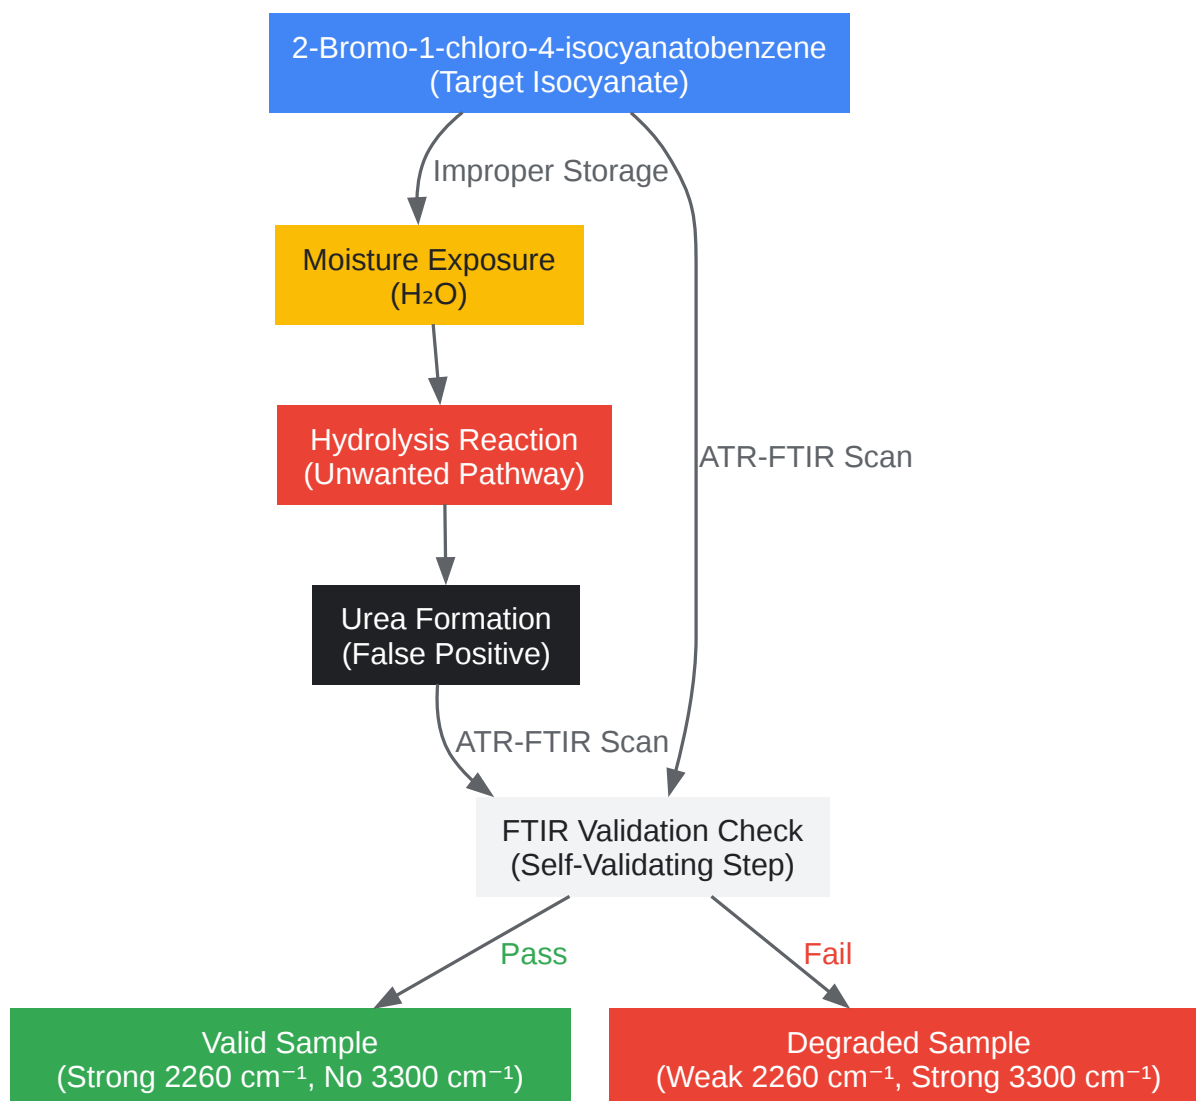 2-Bromo-1-chloro-4-isocyanatobenzene
(Target Isocyanate)
Improper Storage
Moisture Exposure
(H₂O)
Hydrolysis Reaction
(Unwanted Pathway)
ATR-FTIR Scan
Urea Formation
(False Positive)
ATR-FTIR Scan
FTIR Validation Check
(Self-Validating Step)
Pass
Fail
Valid Sample
(Strong 2260 cm⁻¹, No 3300 cm⁻¹)
Degraded Sample
(Weak 2260 cm⁻¹, Strong 3300 cm⁻¹)